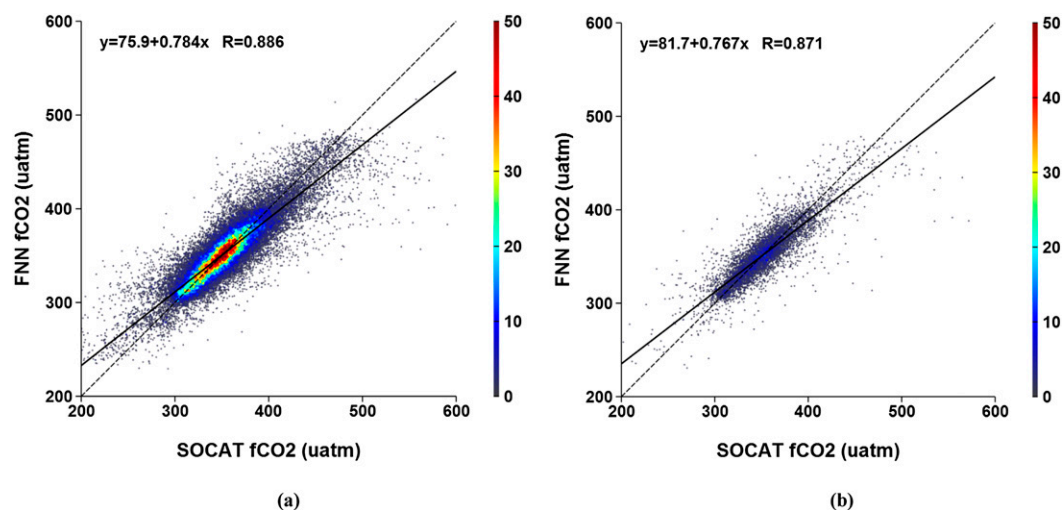 y=75.9+0.784x R=0.886
600
500
400
300
200
200 300 400 500 600
FNN fCO2 (uatm)
SOCAT fCO2 (uatm)
50
40
30
20
10
0
(a)
y=81.7+0.767x R=0.871
600
500
400
300
200
200 300 400 500 600
FNN fCO2 (uatm)
SOCAT fCO2 (uatm)
50
40
30
20
10
0
(b)